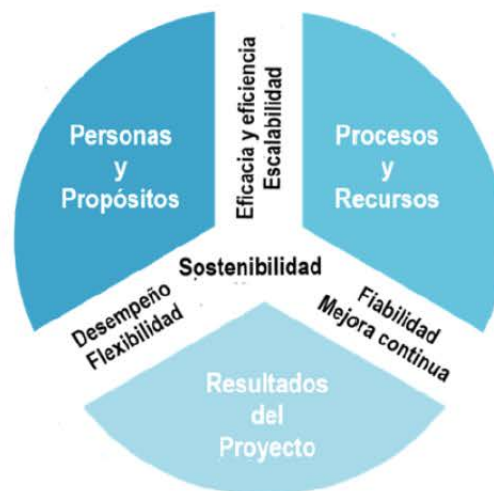 Personas
y
Propósitos
Eficacia y eficiencia
Escalabilidad
Procesos
y
Recursos
Sostenibilidad
Desempeño
Flexibilidad
Fiabilidad
Mejora continua
Resultados
del
Proyecto